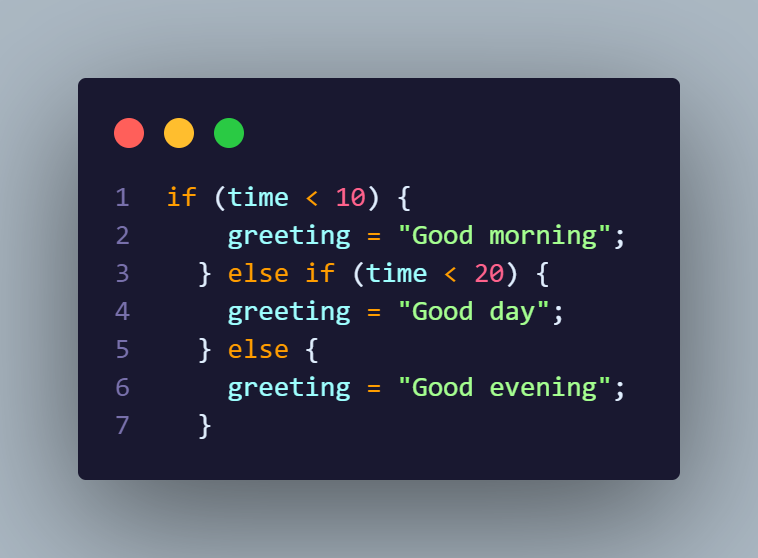 1 if (time < 10) {
2     greeting = "Good morning";
3   } else if (time < 20) {
4     greeting = "Good day";
5   } else {
6     greeting = "Good evening";
7   }